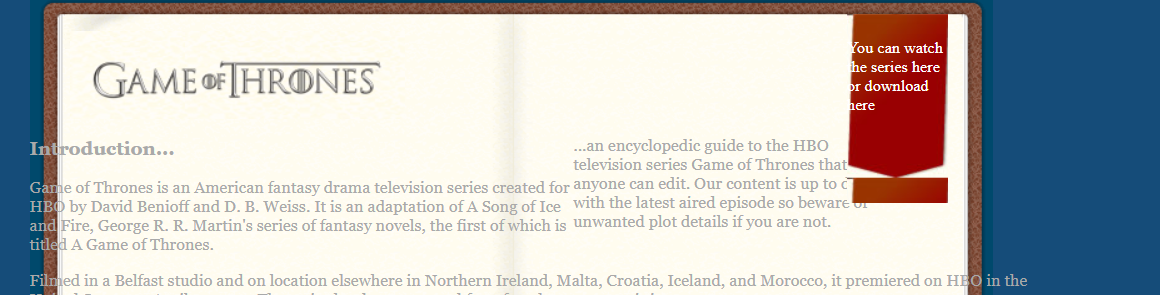 GAME OF THRONES
You can watch
the series here
or download
here
Introduction...
Game of Thrones is an American fantasy drama television series created for
HBO by David Benioff and D. B. Weiss. It is an adaptation of A Song of Ice
and Fire, George R. R. Martin's series of fantasy novels, the first of which is
titled A Game of Thrones.
...an encyclopedic guide to the HBO
television series Game of Thrones that
anyone can edit. Our content is up to
with the latest aired episode so beware of
unwanted plot details if you are not.
Filmed in a Belfast studio and on location elsewhere in Northern Ireland, Malta, Croatia, Iceland, and Morocco, it premiered on HBO in the